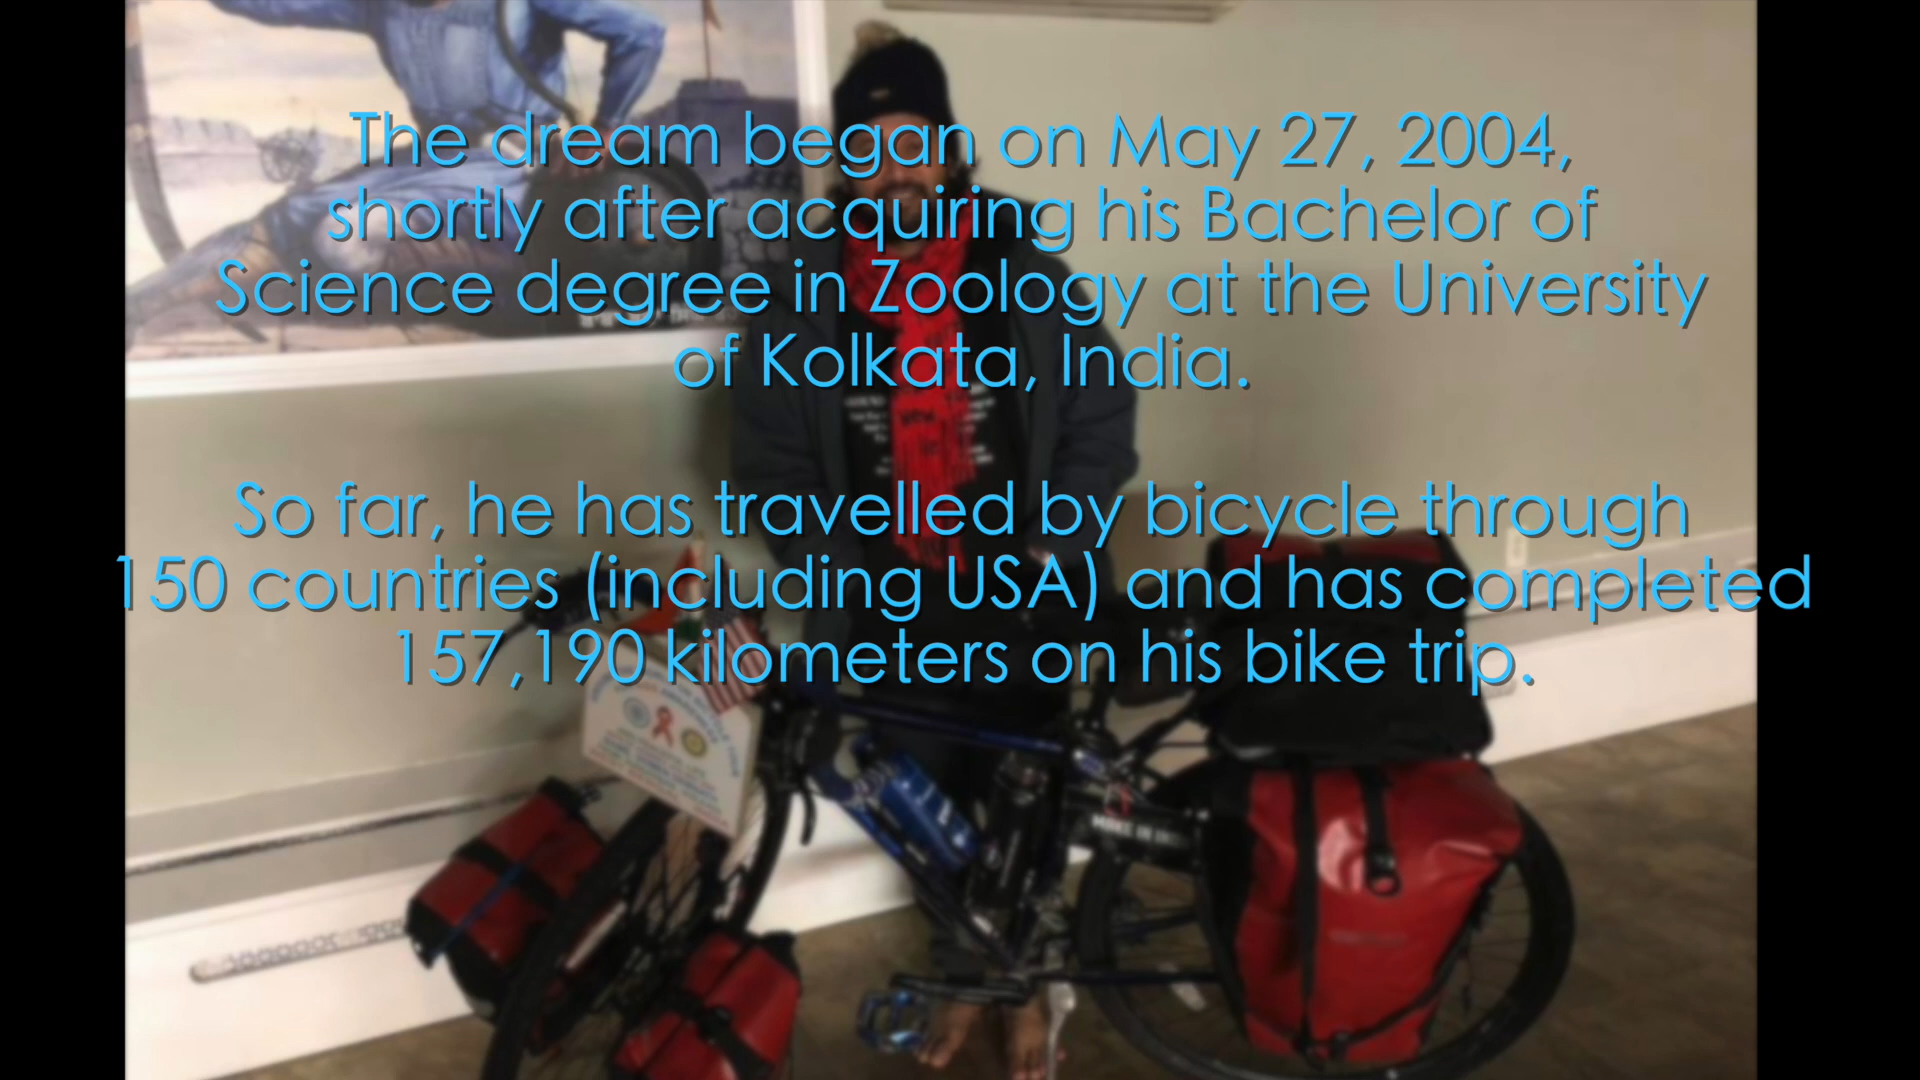 The dream began on May 27, 2004,
shortly after acquiring his Bachelor of
Science degree in Zoology at the University
of Kolkata, India.
So far, he has travelled by bicycle through
150 countries (including USA) and has completed
157,190 kilometers on his bike trip.
MADE IN